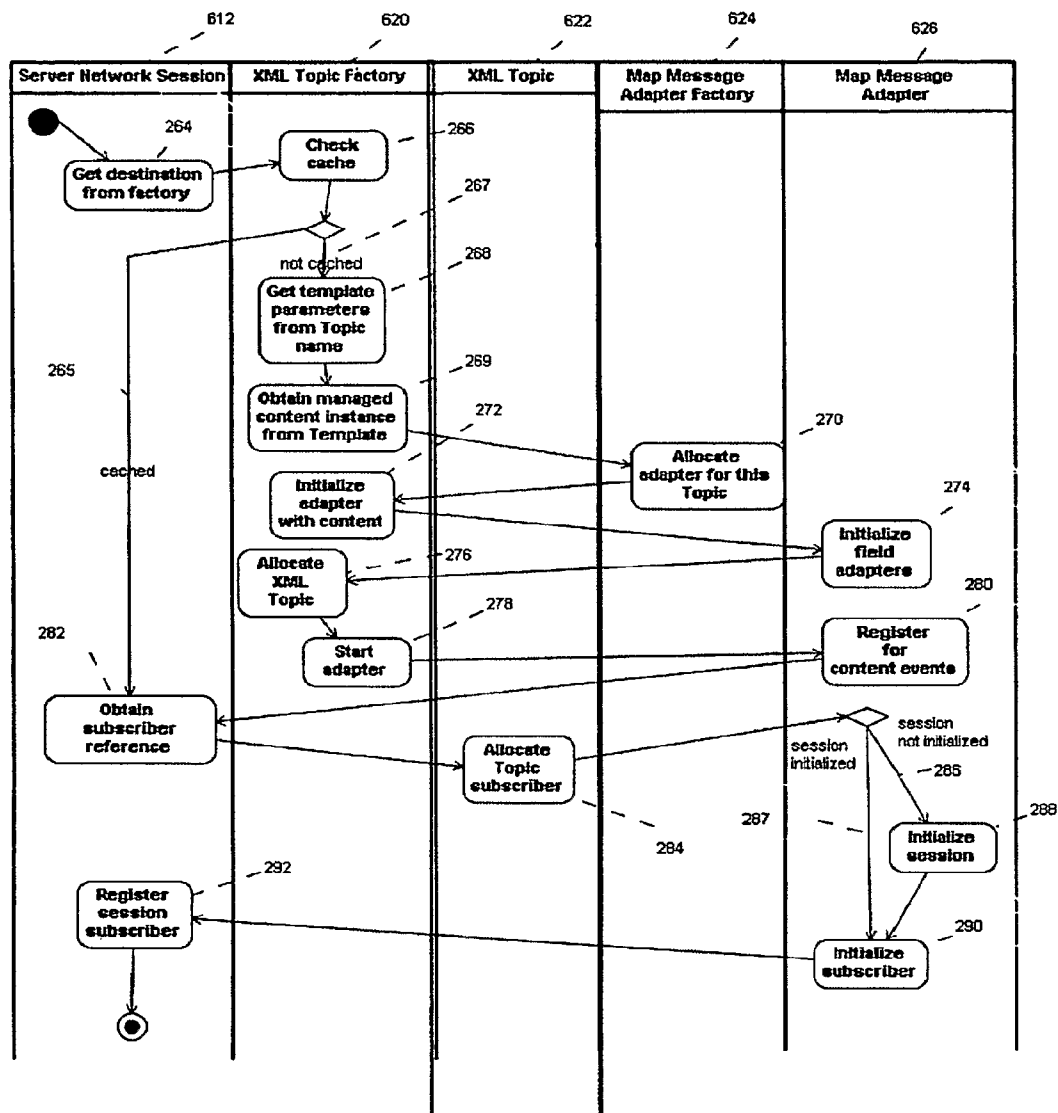 612
620
622
624
626
Server Network Session
XML Topic Factory
XML Topic
Map Message
Adapter Factory
Map Message
Adapter
264
Get destination
from factory
266
Check
cache
267
not cached
268
Get template
parameters
from Topic
name
265
cached
269
Obtain managed
content instance
from Template
272
270
Allocate
adapter for this
Topic
Initialize
adapter
with content
274
Initialize
field
adapters
276
Allocate
XML
Topic
278
Start
adapter
280
Register
for
content events
282
Obtain
subscriber
reference
Allocate
Topic
subscriber
284
session
initialized
session
not initialized
286
287
288
Initialize
session
290
Initialize
subscriber
292
Register
session
subscriber